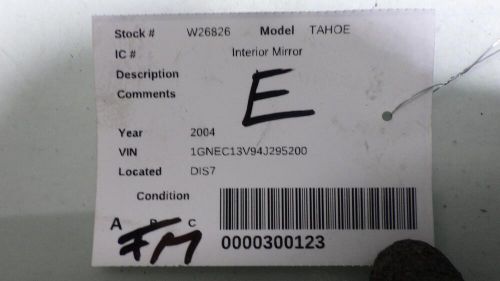 Stock # W26826 Model TAHOE
IC # Interior Mirror
Description
Comments
E
Year 2004
VIN 1GNEC13V94J295200
Located DIS7
Condition
A B C
FM
0000300123